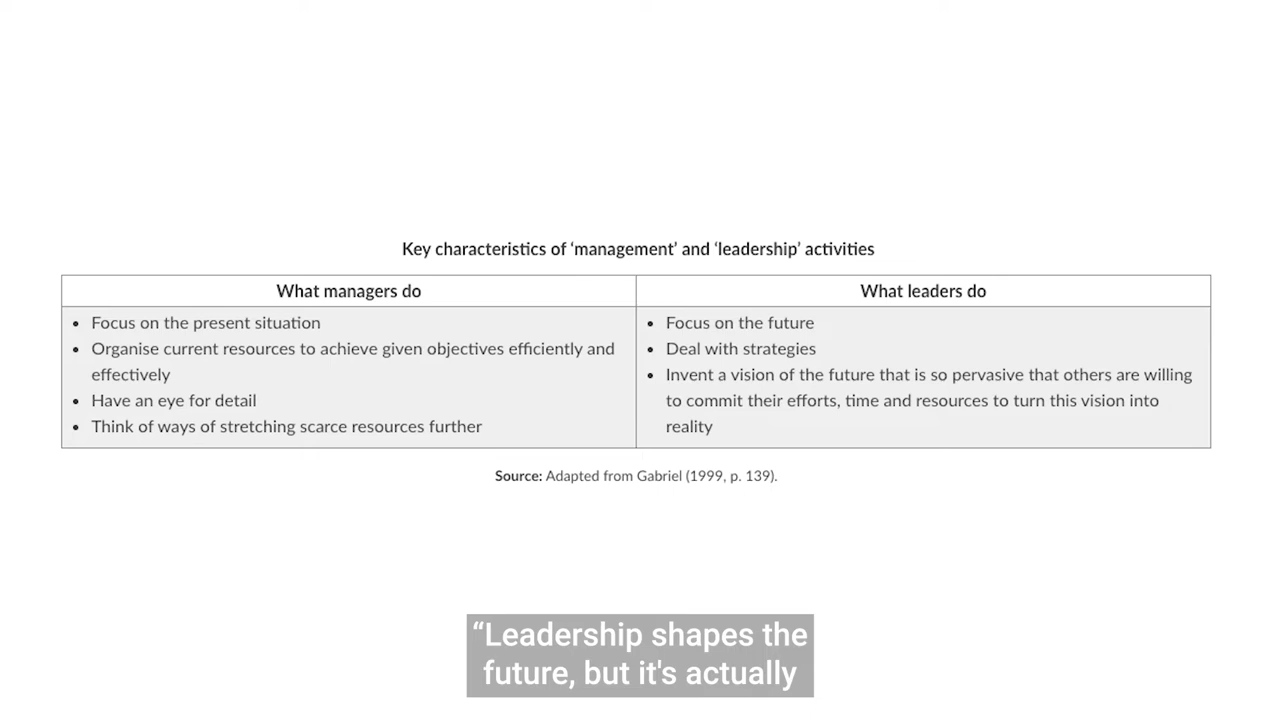 Key characteristics of ‘management’ and ‘leadership’ activities
What managers do
• Focus on the present situation
• Organise current resources to achieve given objectives efficiently and
effectively
• Have an eye for detail
• Think of ways of stretching scarce resources further
What leaders do
• Focus on the future
• Deal with strategies
• Invent a vision of the future that is so pervasive that others are willing
to commit their efforts, time and resources to turn this vision into
reality
Source: Adapted from Gabriel (1999, p. 139).
“Leadership shapes the
future, but it's actually